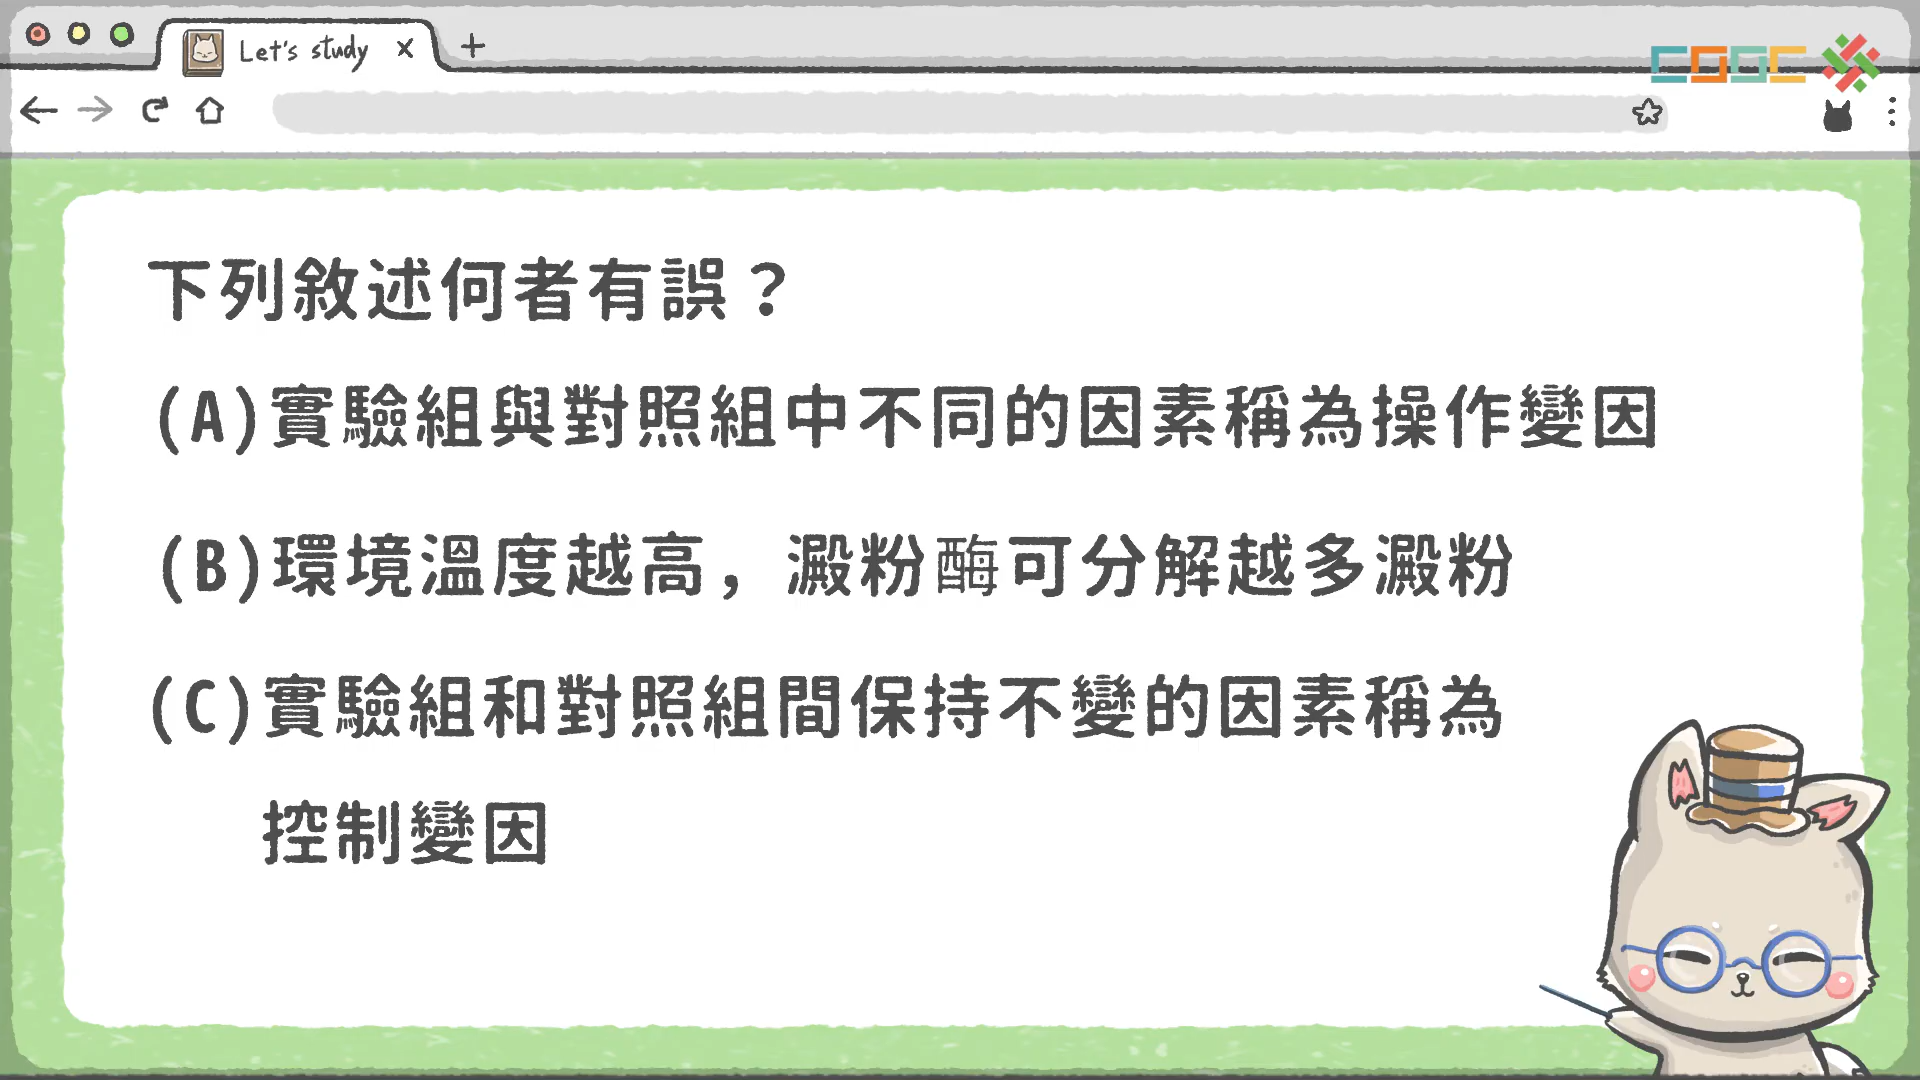 Let's study
下列敘述何者有誤？
(A)實驗組與對照組中不同的因素稱為操作變因
(B)環境溫度越高，澱粉酶可分解越多澱粉
(C)實驗組和對照組間保持不變的因素稱為
控制變因